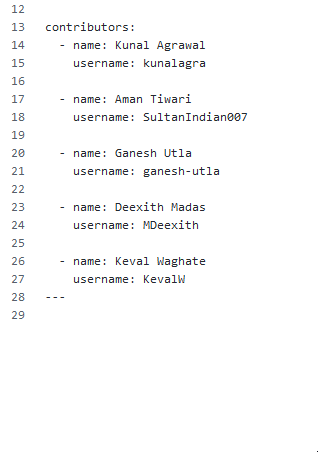 12
13 contributors:
14   - name: Kunal Agrawal
15     username: kunalagra
16
17   - name: Aman Tiwari
18     username: SultanIndian007
19
20   - name: Ganesh Utla
21     username: ganesh-utla
22
23   - name: Deexith Madas
24     username: MDeexith
25
26   - name: Keval Waghate
27     username: KevalW
28 ---
29